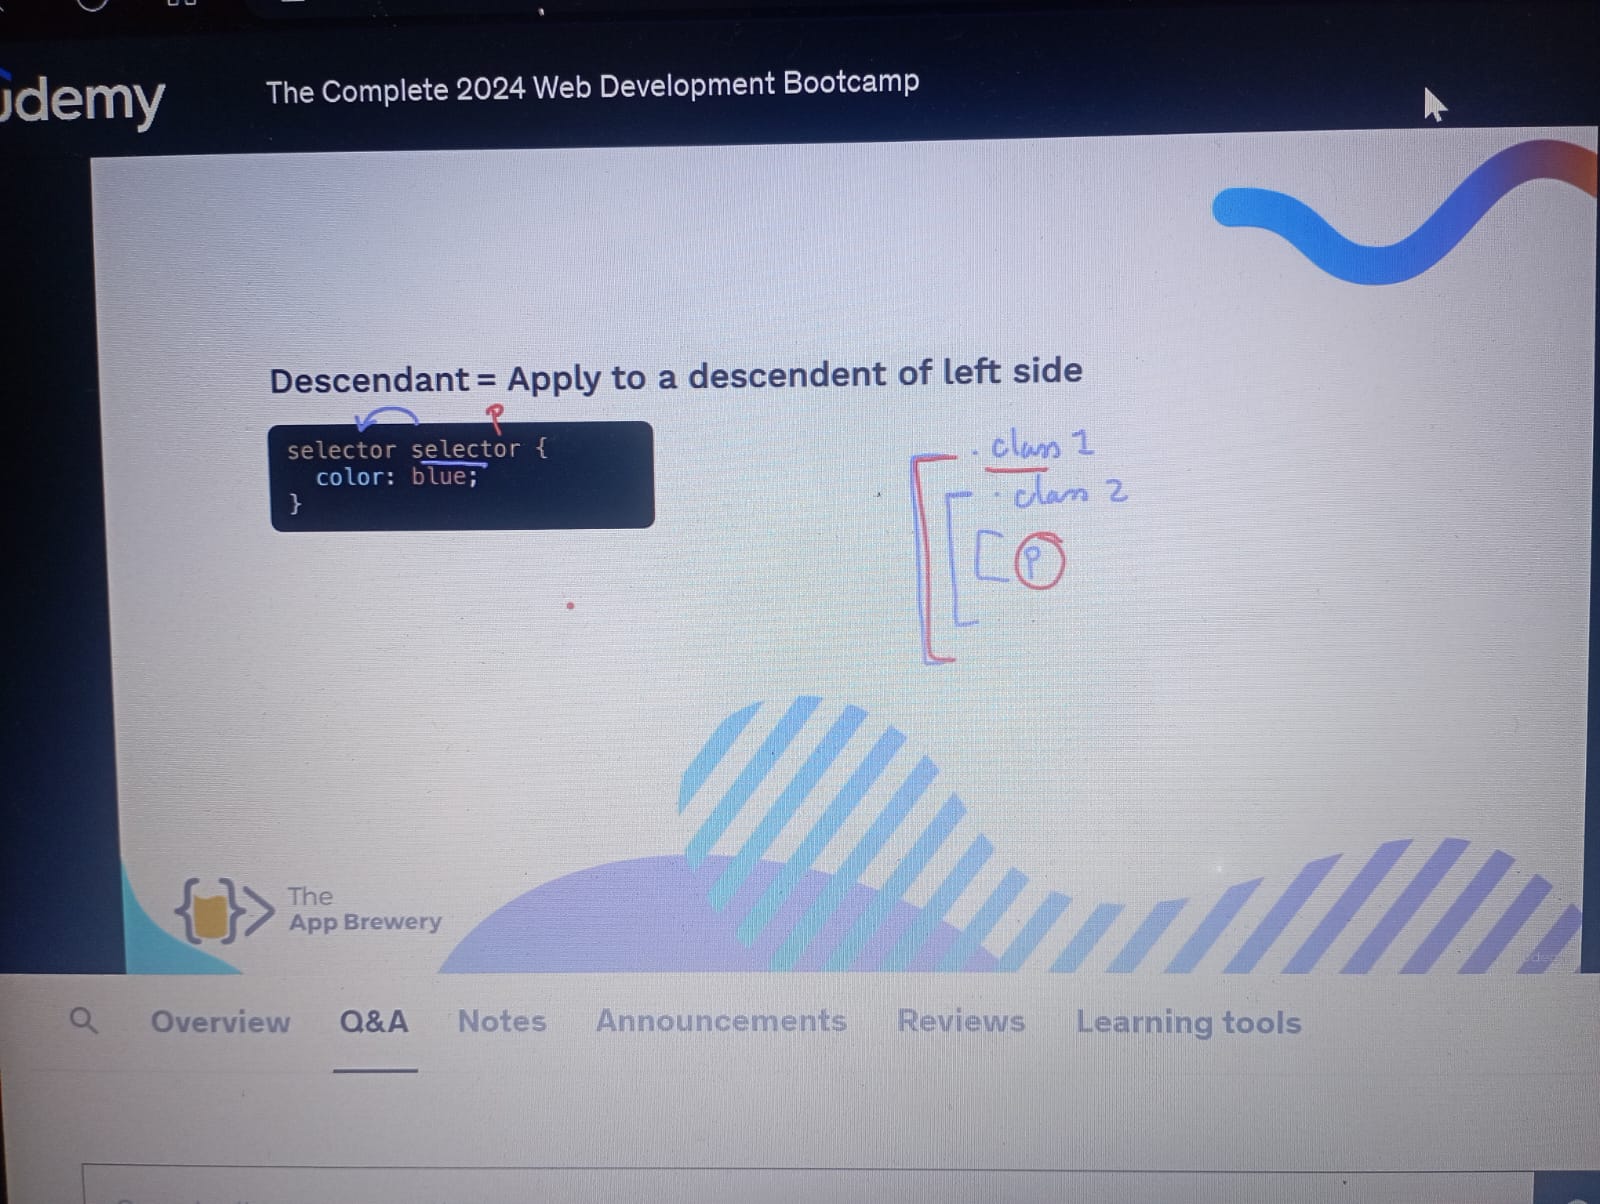 udemy
The Complete 2024 Web Development Bootcamp
Descendant = Apply to a descendent of left side
p
selector selector {
color: blue;
}
. class 1
. class 2
p
The
App Brewery
Overview Q&A Notes Announcements Reviews Learning tools